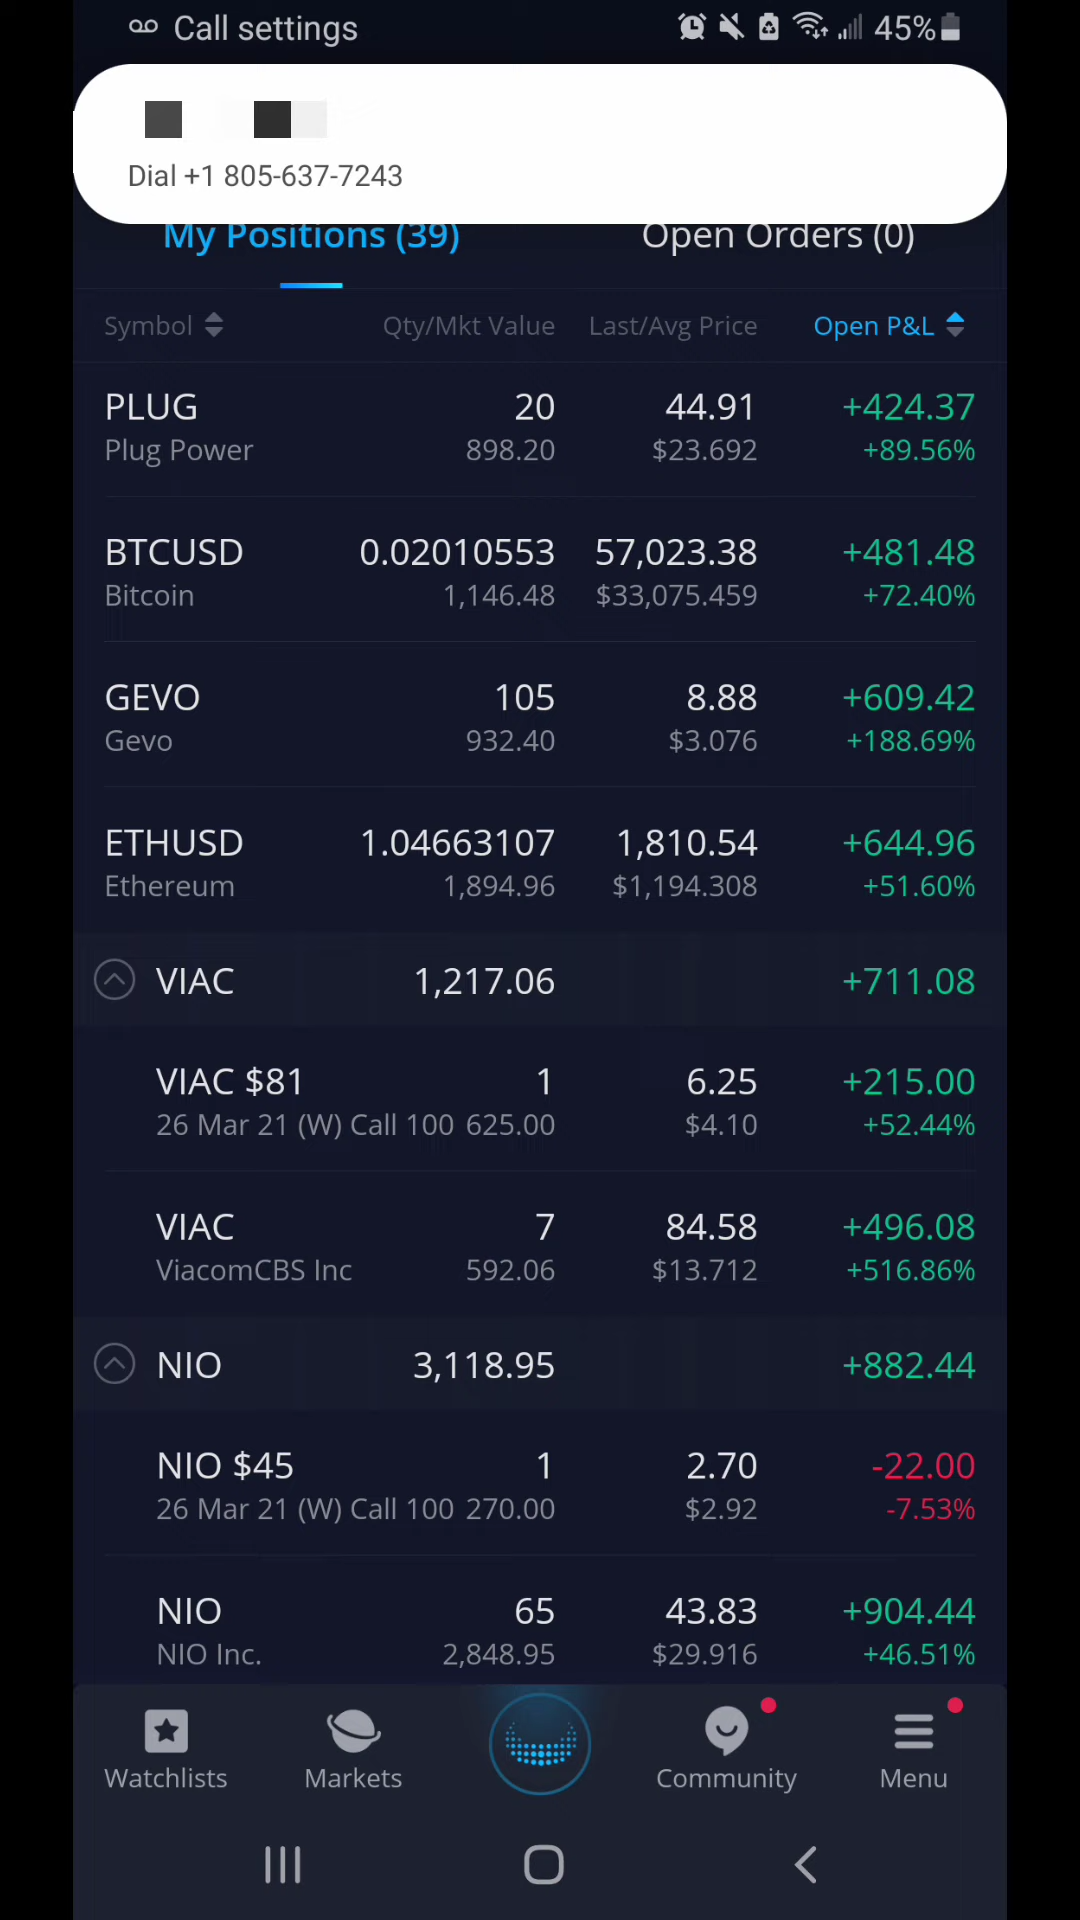 Call settings 45%
Dial +1 805-637-7243
My Positions (39) Open Orders (0)
Symbol Qty/Mkt Value Last/Avg Price Open P&L
PLUG 20 44.91 +424.37
Plug Power 898.20 $23.692 +89.56%
BTCUSD 0.02010553 57,023.38 +481.48
Bitcoin 1,146.48 $33,075.459 +72.40%
GEVO 105 8.88 +609.42
Gevo 932.40 $3.076 +188.69%
ETHUSD 1.04663107 1,810.54 +644.96
Ethereum 1,894.96 $1,194.308 +51.60%
VIAC 1,217.06 +711.08
VIAC $81 1 6.25 +215.00
26 Mar 21 (W) Call 100 625.00 $4.10 +52.44%
VIAC 7 84.58 +496.08
ViacomCBS Inc 592.06 $13.712 +516.86%
NIO 3,118.95 +882.44
NIO $45 1 2.70 -22.00
26 Mar 21 (W) Call 100 270.00 $2.92 -7.53%
NIO 65 43.83 +904.44
NIO Inc. 2,848.95 $29.916 +46.51%
Watchlists Markets Community Menu